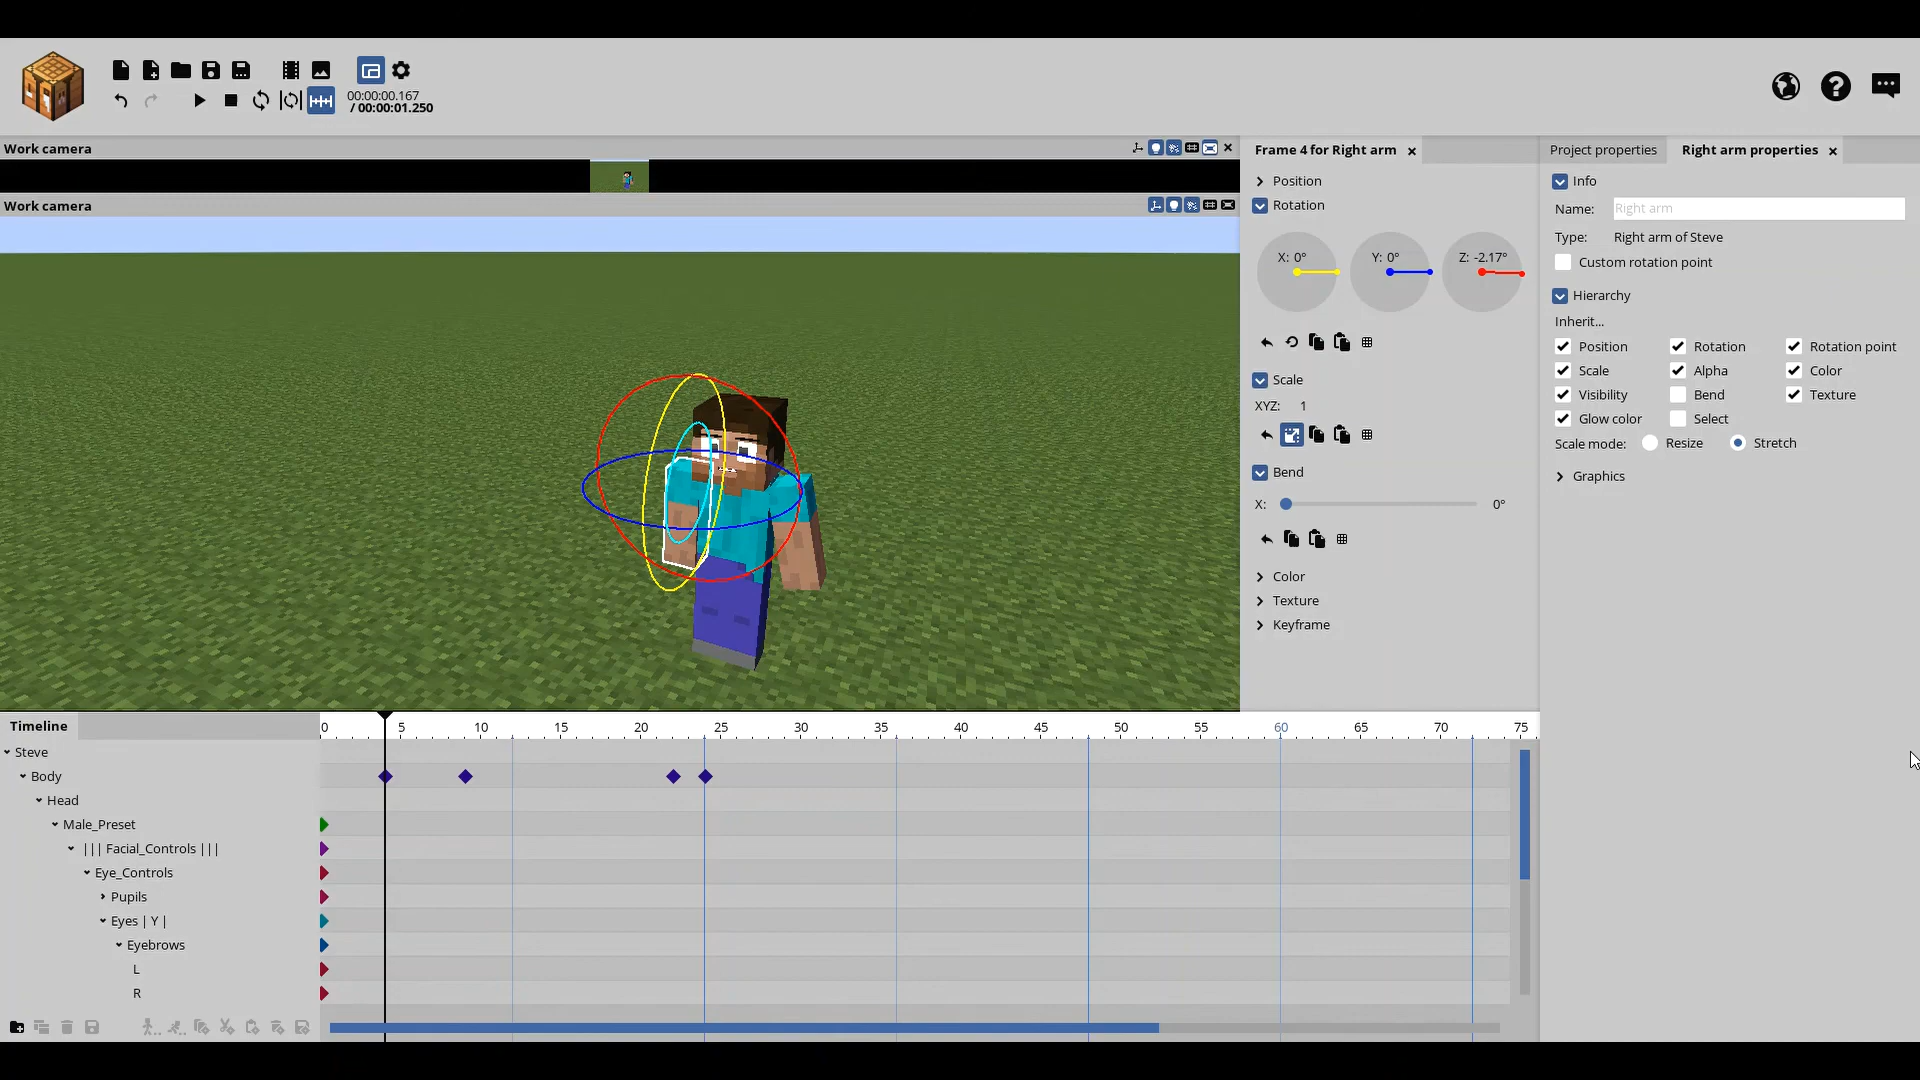 00:00:00.167
/ 00:00:01.250
Work camera
Work camera
Frame 4 for Right arm
Position
Rotation
X: 0°
Y: 0°
Z: -2.17°
Scale
XYZ: 1
Bend
X: 0°
Color
Texture
Keyframe
Project properties
Right arm properties
Info
Name: Right arm
Type: Right arm of Steve
Custom rotation point
Hierarchy
Inherit...
Position Rotation Rotation point
Scale Alpha Color
Visibility Bend Texture
Glow color Select
Scale mode: Resize Stretch
Graphics
Timeline
0 5 10 15 20 25 30 35 40 45 50 55 60 65 70 75
Steve
Body
Head
Male_Preset
||| Facial_Controls |||
Eye_Controls
Pupils
Eyes | Y |
Eyebrows
L
R